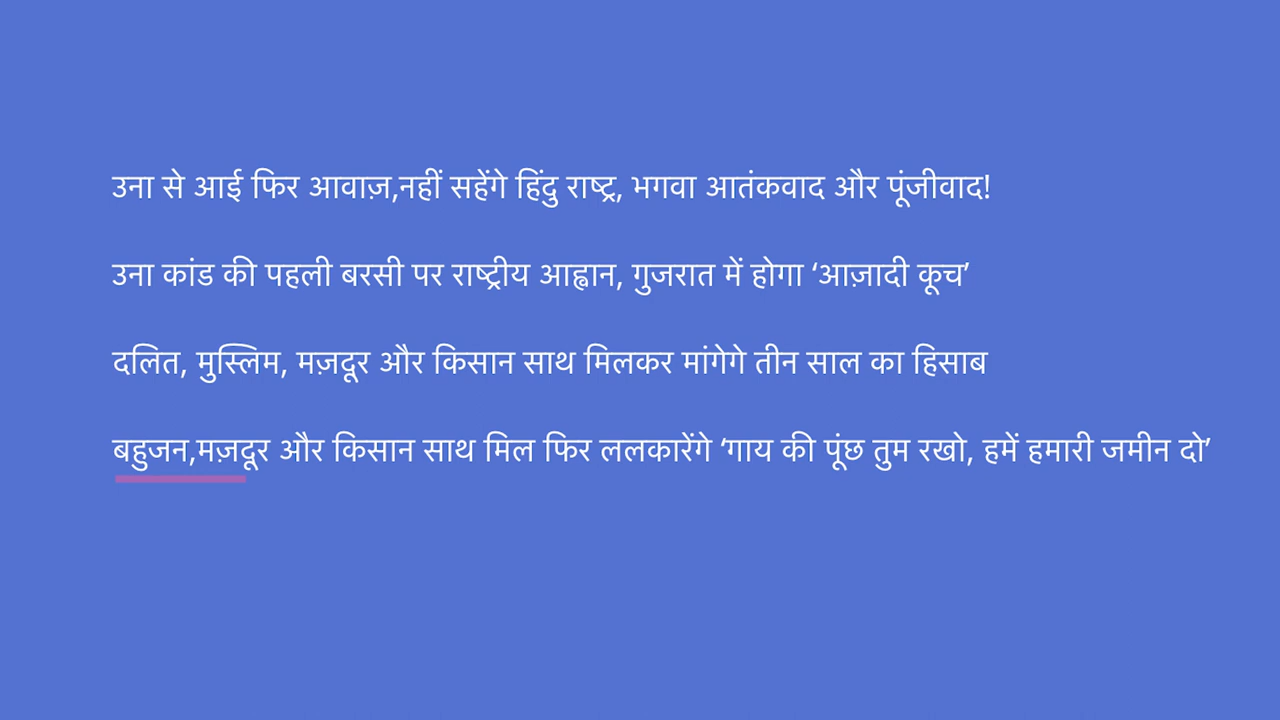 उना से आई फिर आवाज़,नहीं सहेंगे हिंदु राष्ट्र, भगवा आतंकवाद और पूंजीवाद!
उना कांड की पहली बरसी पर राष्ट्रीय आह्वान, गुजरात में होगा ‘आज़ादी कूच’
दलित, मुस्लिम, मज़दूर और किसान साथ मिलकर मांगेगे तीन साल का हिसाब
बहुजन,मज़दूर और किसान साथ मिल फिर ललकारेंगे ‘गाय की पूंछ तुम रखो, हमें हमारी जमीन दो’